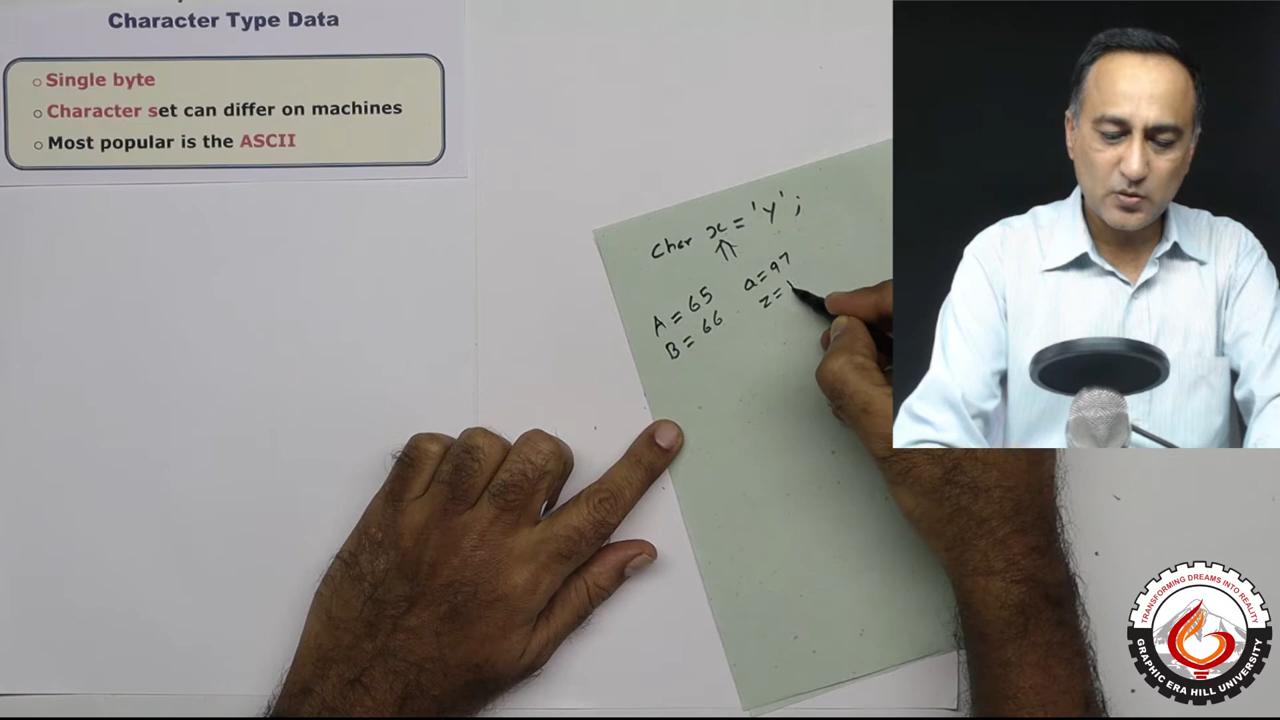 Character Type Data
Single byte
Character set can differ on machines
Most popular is the ASCII
Char x = 'Y' ;
A = 65
B = 66
a = 97
z = 1
TRANSFORMING DREAMS INTO REALITY
GRAPHIC ERA HILL UNIVERSITY